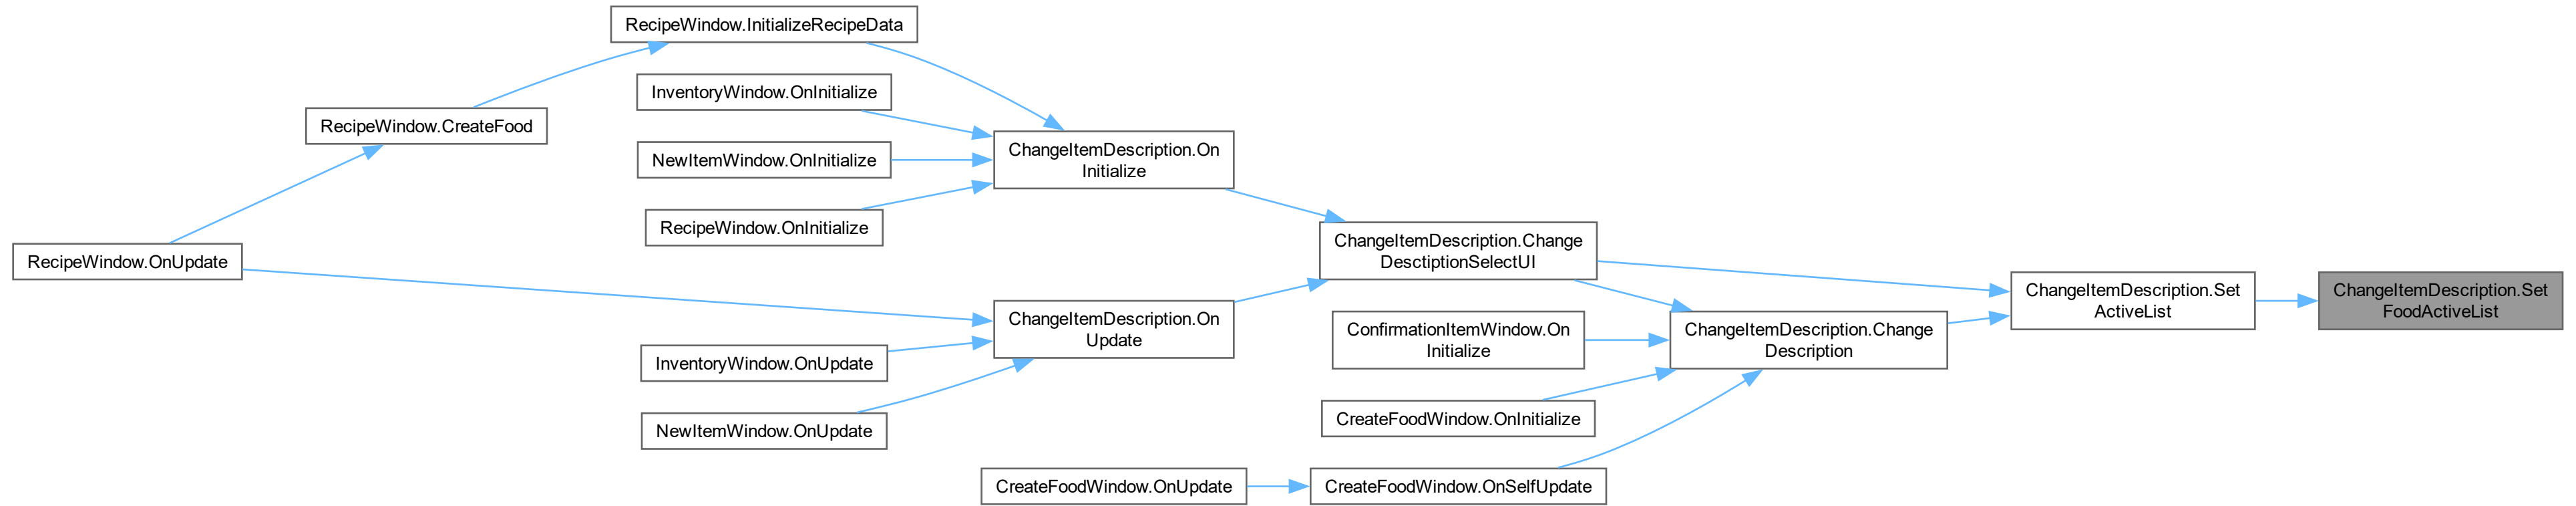 RecipeWindow.InitializeRecipeData
InventoryWindow.OnInitialize
RecipeWindow.CreateFood
NewItemWindow.OnInitialize
ChangeItemDescription.On
Initialize
RecipeWindow.OnInitialize
RecipeWindow.OnUpdate
ChangeItemDescription.Change
DesctiptionSelectUI
ChangeItemDescription.Set
ActiveList
ChangeItemDescription.Set
FoodActiveList
ChangeItemDescription.On
Update
ConfirmationItemWindow.On
Initialize
ChangeItemDescription.Change
Description
InventoryWindow.OnUpdate
CreateFoodWindow.OnInitialize
NewItemWindow.OnUpdate
CreateFoodWindow.OnUpdate
CreateFoodWindow.OnSelfUpdate